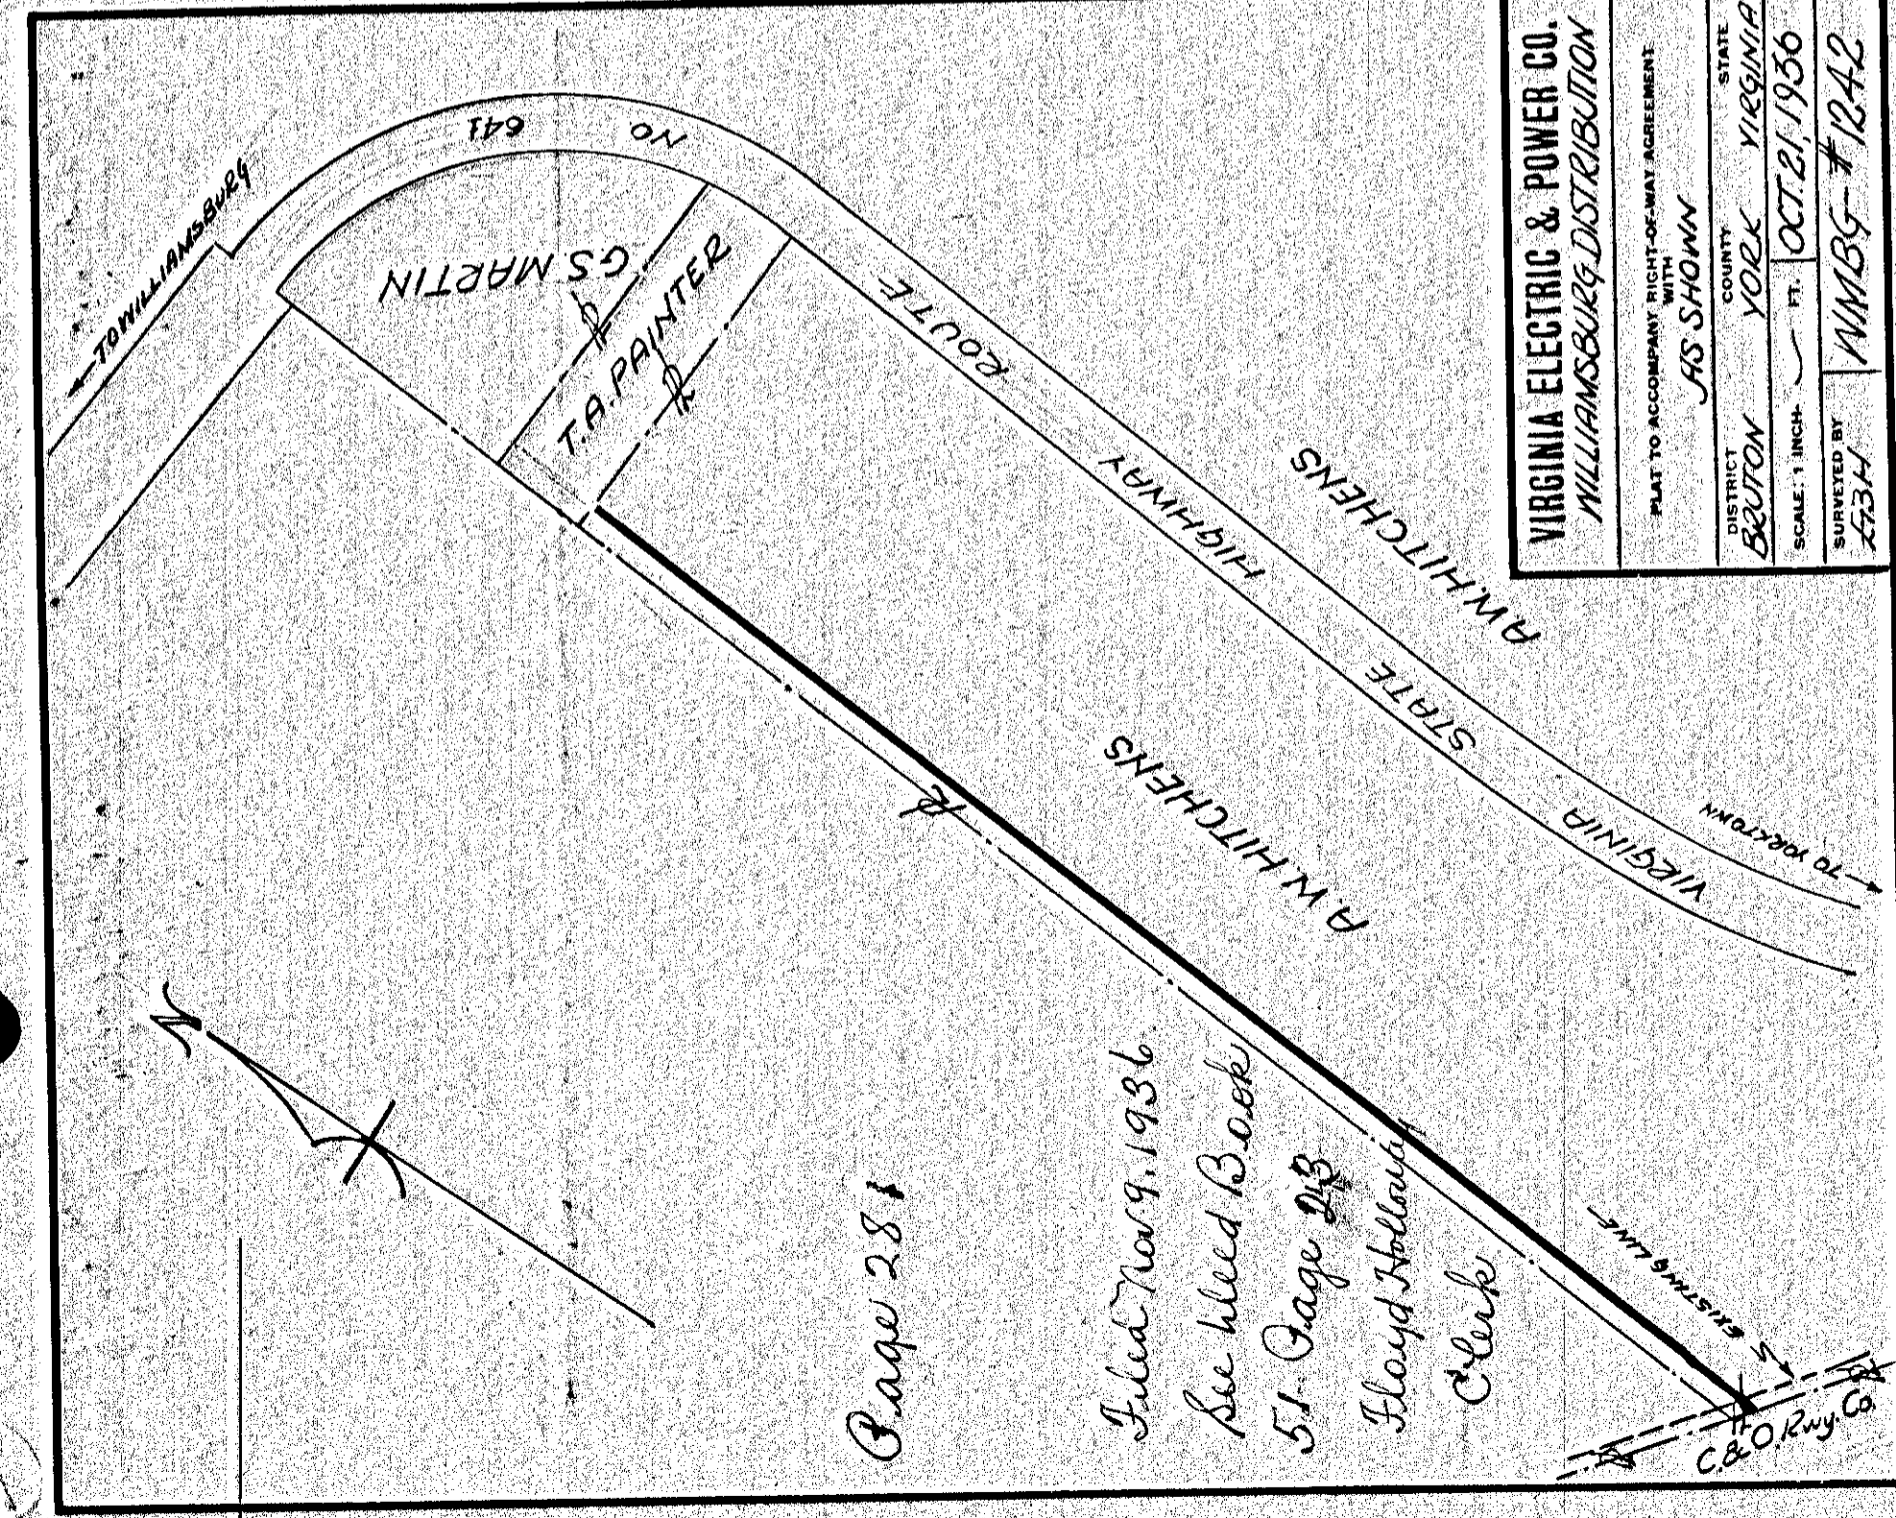 TO WILLIAMSBURG
NO 641
G.S. MARTIN
T.A. PAINTER
VIRGINIA STATE HIGHWAY ROUTE
A.W. HITCHENS
A.W. HITCHENS
TO YORKTOWN
N
Page 281
Filed Nov. 9. 1936.
See Deed Book
51. Page
Floyd Holloway
Clerk
EXISTING LINE
C.&O. Rwy. Co.
VIRGINIA ELECTRIC & POWER CO.
WILLIAMSBURG DISTRIBUTION
PLAT TO ACCOMPANY RIGHT-OF-WAY AGREEMENT
WITH
AS SHOWN
DISTRICT COUNTY STATE
BRUTON YORK VIRGINIA
SCALE: 1 INCH FT. OCT. 21, 1936
SURVEYED BY
WMBG-#1242